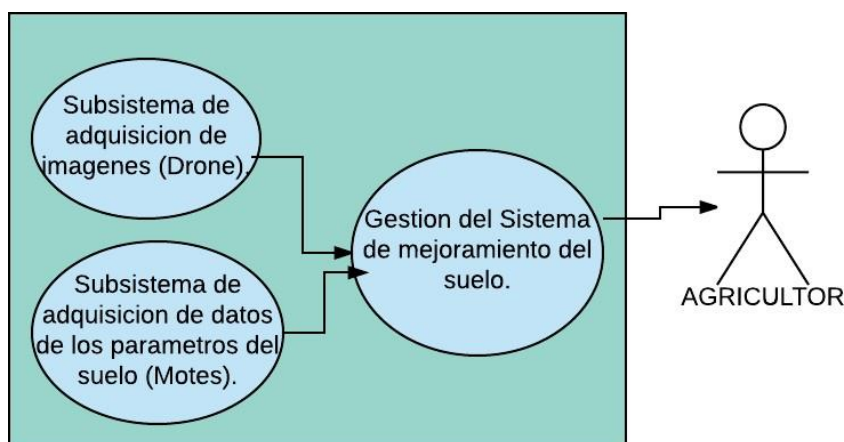 Subsistema de
adquisicion de
imagenes (Drone).
Subsistema de
adquisicion de datos
de los parametros del
suelo (Motes).
Gestion del Sistema
de mejoramiento del
suelo.
AGRICULTOR